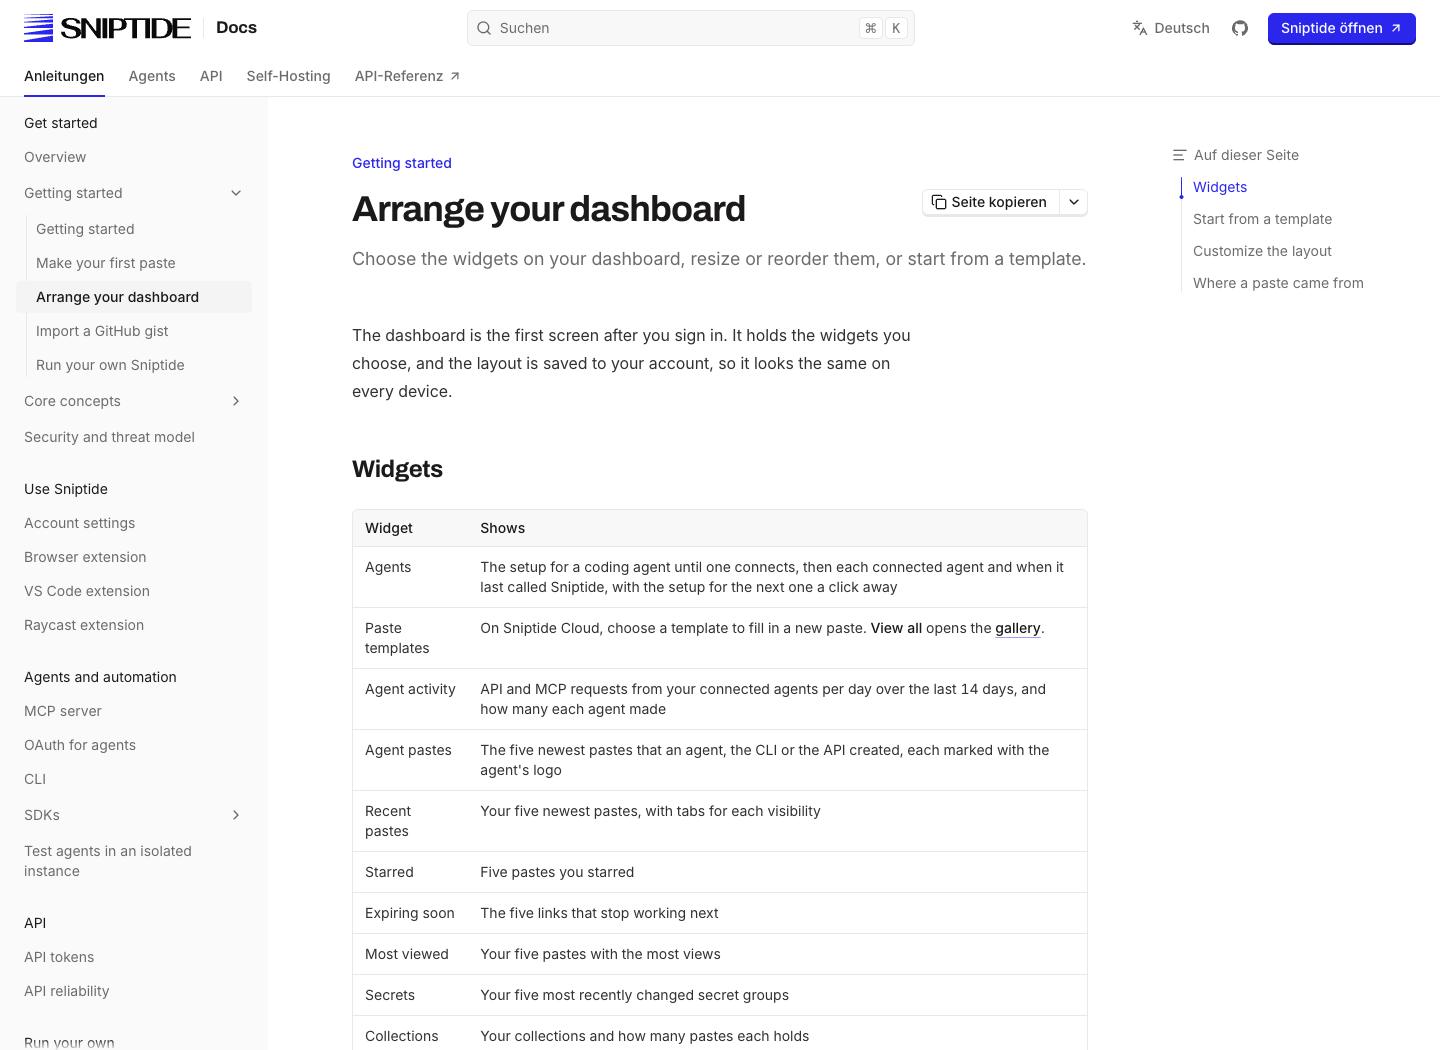 SNIPTIDE Docs
Suchen
⌘ K
Deutsch
Sniptide öffnen
Anleitungen
Agents
API
Self-Hosting
API-Referenz
Get started
Overview
Getting started
Getting started
Make your first paste
Arrange your dashboard
Import a GitHub gist
Run your own Sniptide
Core concepts
Security and threat model
Use Sniptide
Account settings
Browser extension
VS Code extension
Raycast extension
Agents and automation
MCP server
OAuth for agents
CLI
SDKs
Test agents in an isolated
instance
API
API tokens
API reliability
Run your own
Getting started
Arrange your dashboard
Seite kopieren
Choose the widgets on your dashboard, resize or reorder them, or start from a template.
The dashboard is the first screen after you sign in. It holds the widgets you
choose, and the layout is saved to your account, so it looks the same on
every device.
Widgets
Widget Shows
Agents The setup for a coding agent until one connects, then each connected agent and when it
last called Sniptide, with the setup for the next one a click away
Paste On Sniptide Cloud, choose a template to fill in a new paste. View all opens the gallery.
templates
Agent activity API and MCP requests from your connected agents per day over the last 14 days, and
how many each agent made
Agent pastes The five newest pastes that an agent, the CLI or the API created, each marked with the
agent's logo
Recent Your five newest pastes, with tabs for each visibility
pastes
Starred Five pastes you starred
Expiring soon The five links that stop working next
Most viewed Your five pastes with the most views
Secrets Your five most recently changed secret groups
Collections Your collections and how many pastes each holds
Auf dieser Seite
Widgets
Start from a template
Customize the layout
Where a paste came from